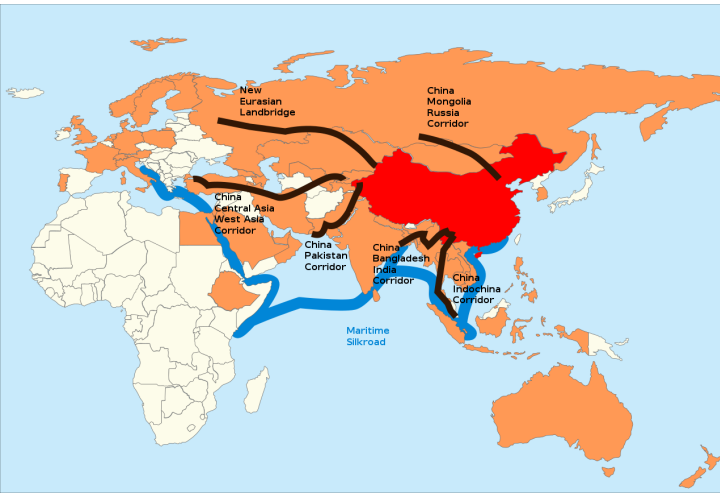 New
Eurasian
Landbridge
China
Mongolia
Russia
Corridor
China
Central Asia
West Asia
Corridor
China
Pakistan
Corridor
China
Bangladesh
India
Corridor
China
Indochina
Corridor
Maritime
Silkroad